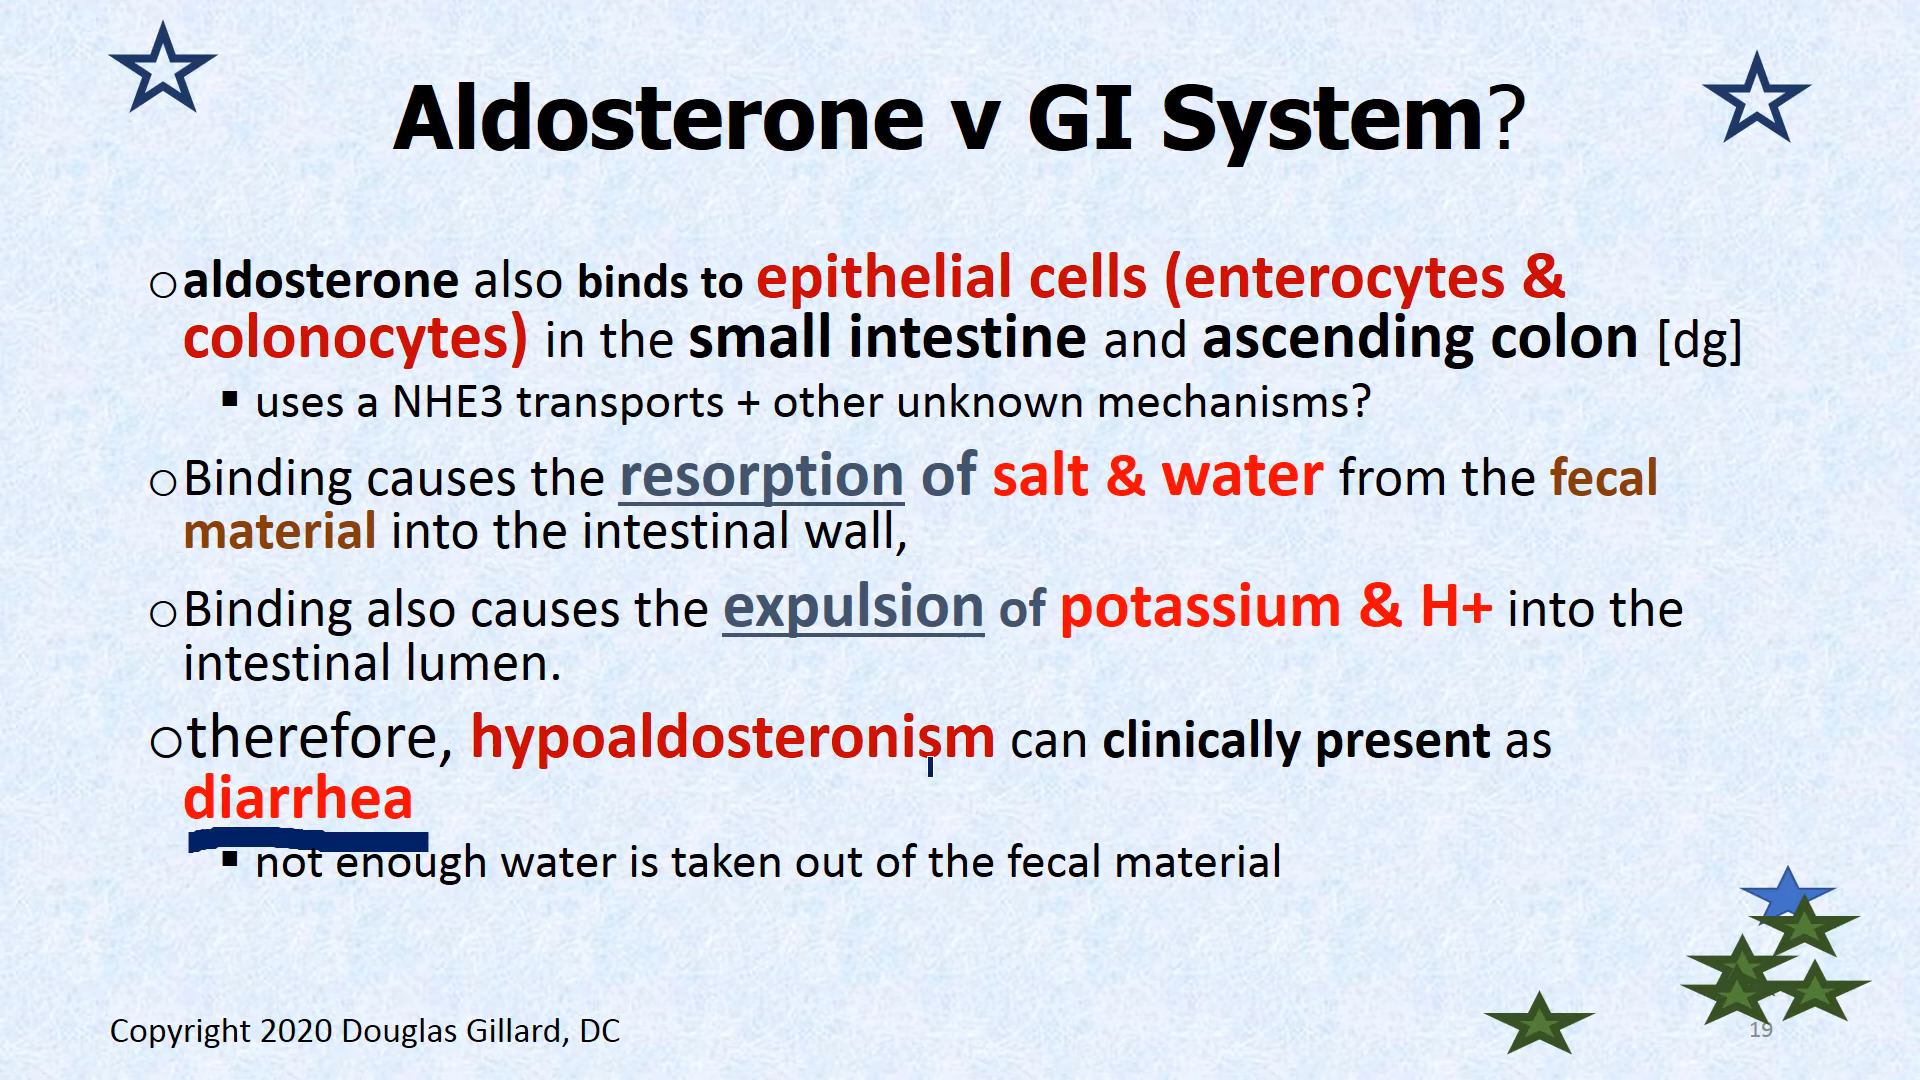 Aldosterone v GI System?
○aldosterone also binds to epithelial cells (enterocytes &
colonocytes) in the small intestine and ascending colon [dg]
▪ uses a NHE3 transports + other unknown mechanisms?
○Binding causes the resorption of salt & water from the fecal
material into the intestinal wall,
○Binding also causes the expulsion of potassium & H+ into the
intestinal lumen.
○therefore, hypoaldosteronism can clinically present as
diarrhea
▪ not enough water is taken out of the fecal material
Copyright 2020 Douglas Gillard, DC
19